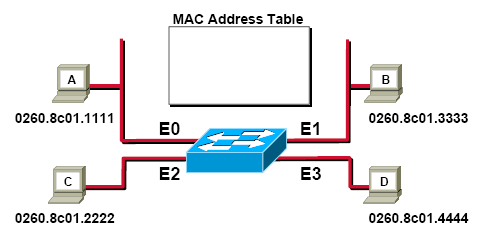 MAC Address Table
A
B
0260.8c01.1111
0260.8c01.3333
E0
E1
E2
E3
C
D
0260.8c01.2222
0260.8c01.4444